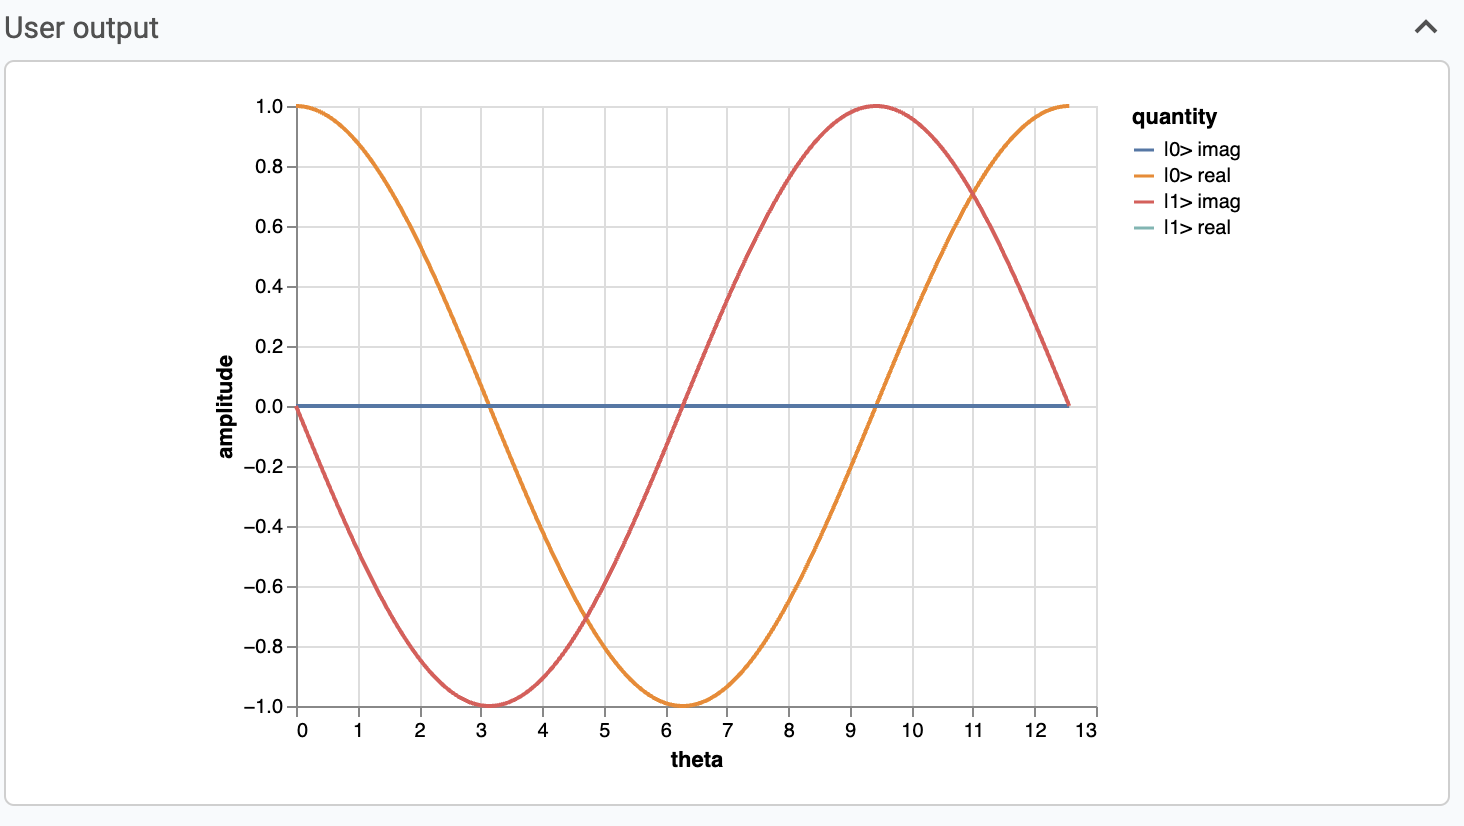 User output
1.0
0.8
0.6
0.4
0.2
0.0
−0.2
−0.4
−0.6
−0.8
−1.0
amplitude
0 1 2 3 4 5 6 7 8 9 10 11 12 13
theta
quantity
|0> imag
|0> real
|1> imag
|1> real